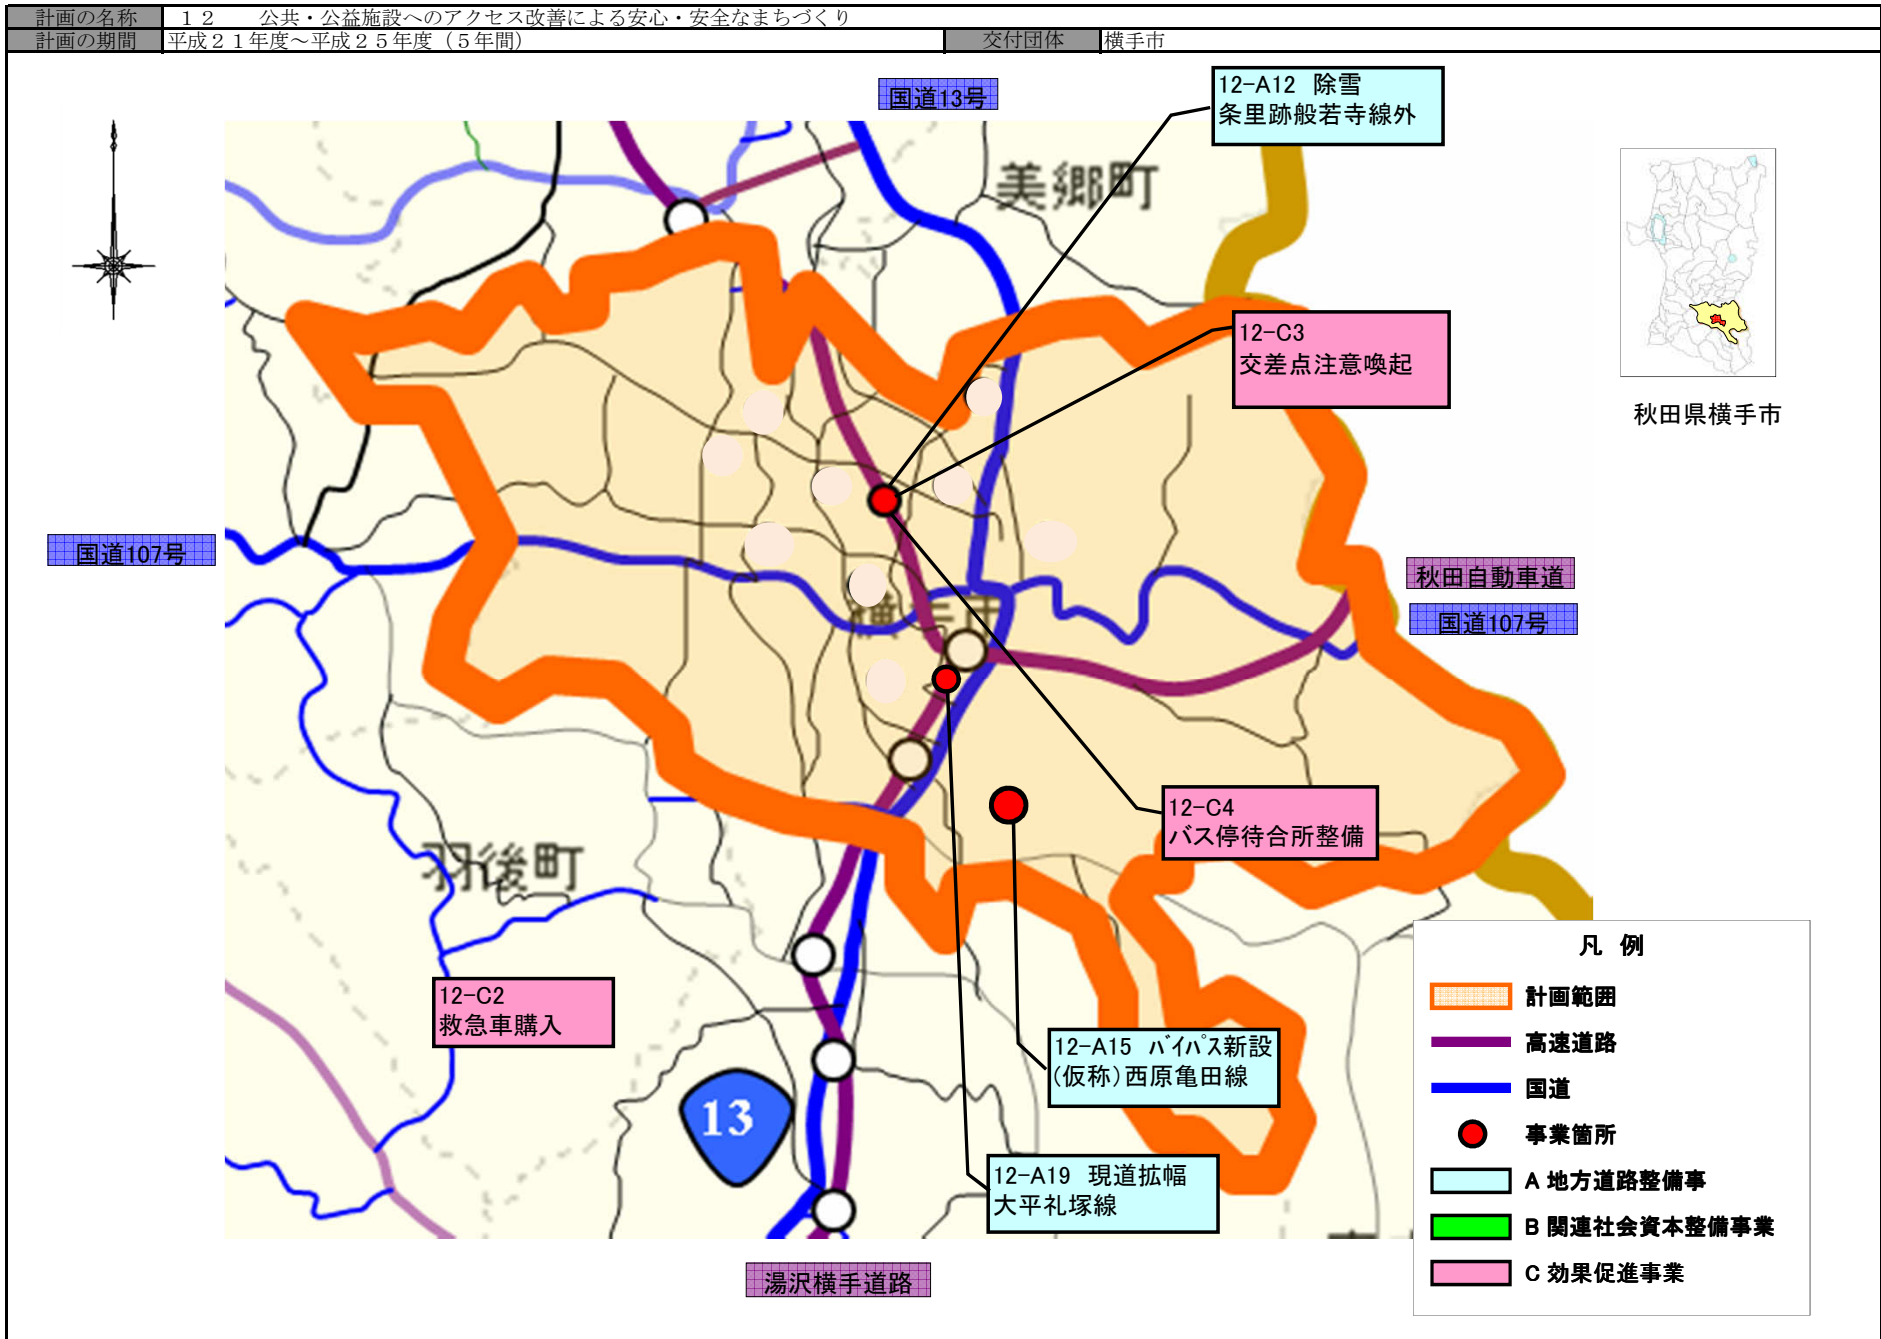 計画の名称
１２　　公共・公益施設へのアクセス改善による安心・安全なまちづくり
計画の期間
平成２１年度～平成２５年度（５年間）
交付団体
横手市
国道13号
12-A12 除雪
条里跡般若寺線外
美郷町
12-C3
交差点注意喚起
秋田県横手市
国道107号
秋田自動車道
国道107号
12-C4
バス停待合所整備
羽後町
12-C2
救急車購入
12-A15 ﾊﾞｲﾊﾟｽ新設
(仮称)西原亀田線
13
12-A19 現道拡幅
大平礼塚線
湯沢横手道路
凡 例
計画範囲
高速道路
国道
事業箇所
A 地方道路整備事
B 関連社会資本整備事業
C 効果促進事業